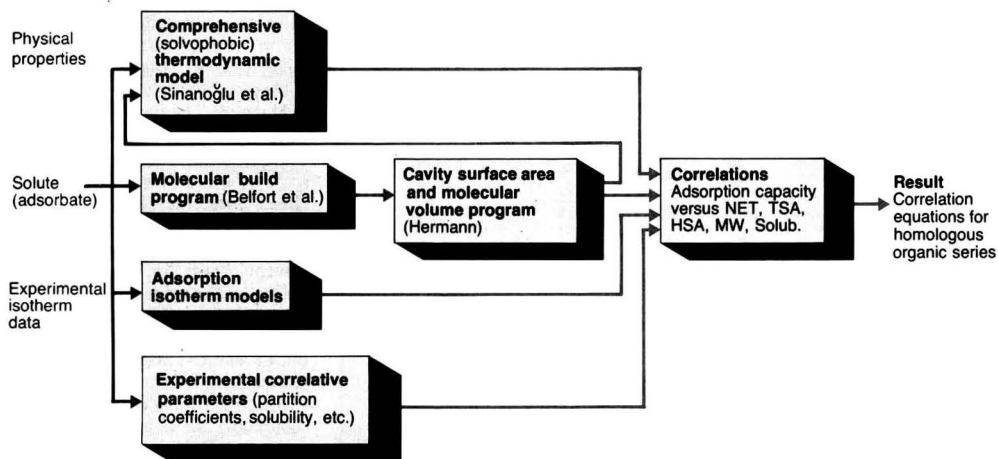 Physical
properties
Comprehensive
(solvophobic)
thermodynamic
model
(Sinanoğlu et al.)
Solute
(adsorbate)
Molecular build
program (Belfort et al.)
Cavity surface area
and molecular
volume program
(Hermann)
Correlations
Adsorption capacity
versus NET, TSA,
HSA, MW, Solub.
Result
Correlation
equations for
homologous
organic series
Experimental
isotherm
data
Adsorption
isotherm models
Experimental correlative
parameters (partition
coefficients, solubility, etc.)